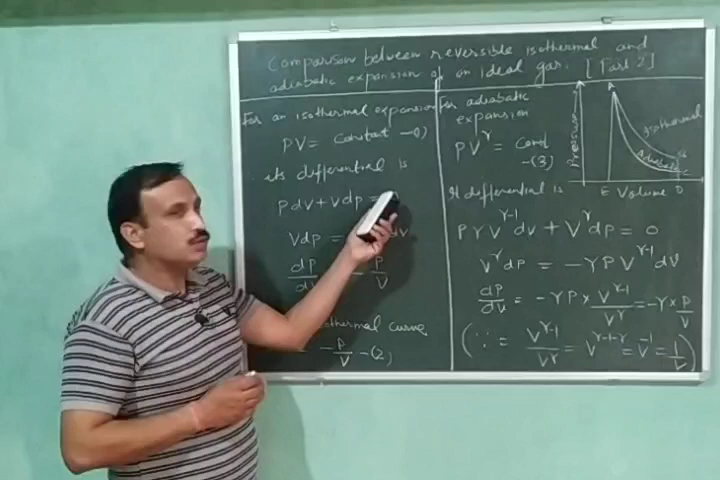 Comparison between reversible isothermal and
adiabatic expansion of an ideal gas. [Part 2]
For an isothermal expansion
PV = Constant —(1)
its differential is
PdV + VdP =
VdP = dV
dP/dV = - P/V
isothermal curve
- P/V —(2)
For adiabatic
expansion
PV^γ = Const
—(3)
It differential is
PγV^γ-1 dV + V^γ dP = 0
V^γ dP = -γPV^γ-1 dV
dP/dV = -γP × V^γ-1/V^γ = -γ × P/V
(∵ = V^γ-1/V^γ = V^γ-1-γ = V^-1 = 1/V)
Pressure
A
Isothermal
Adiabatic
E Volume D